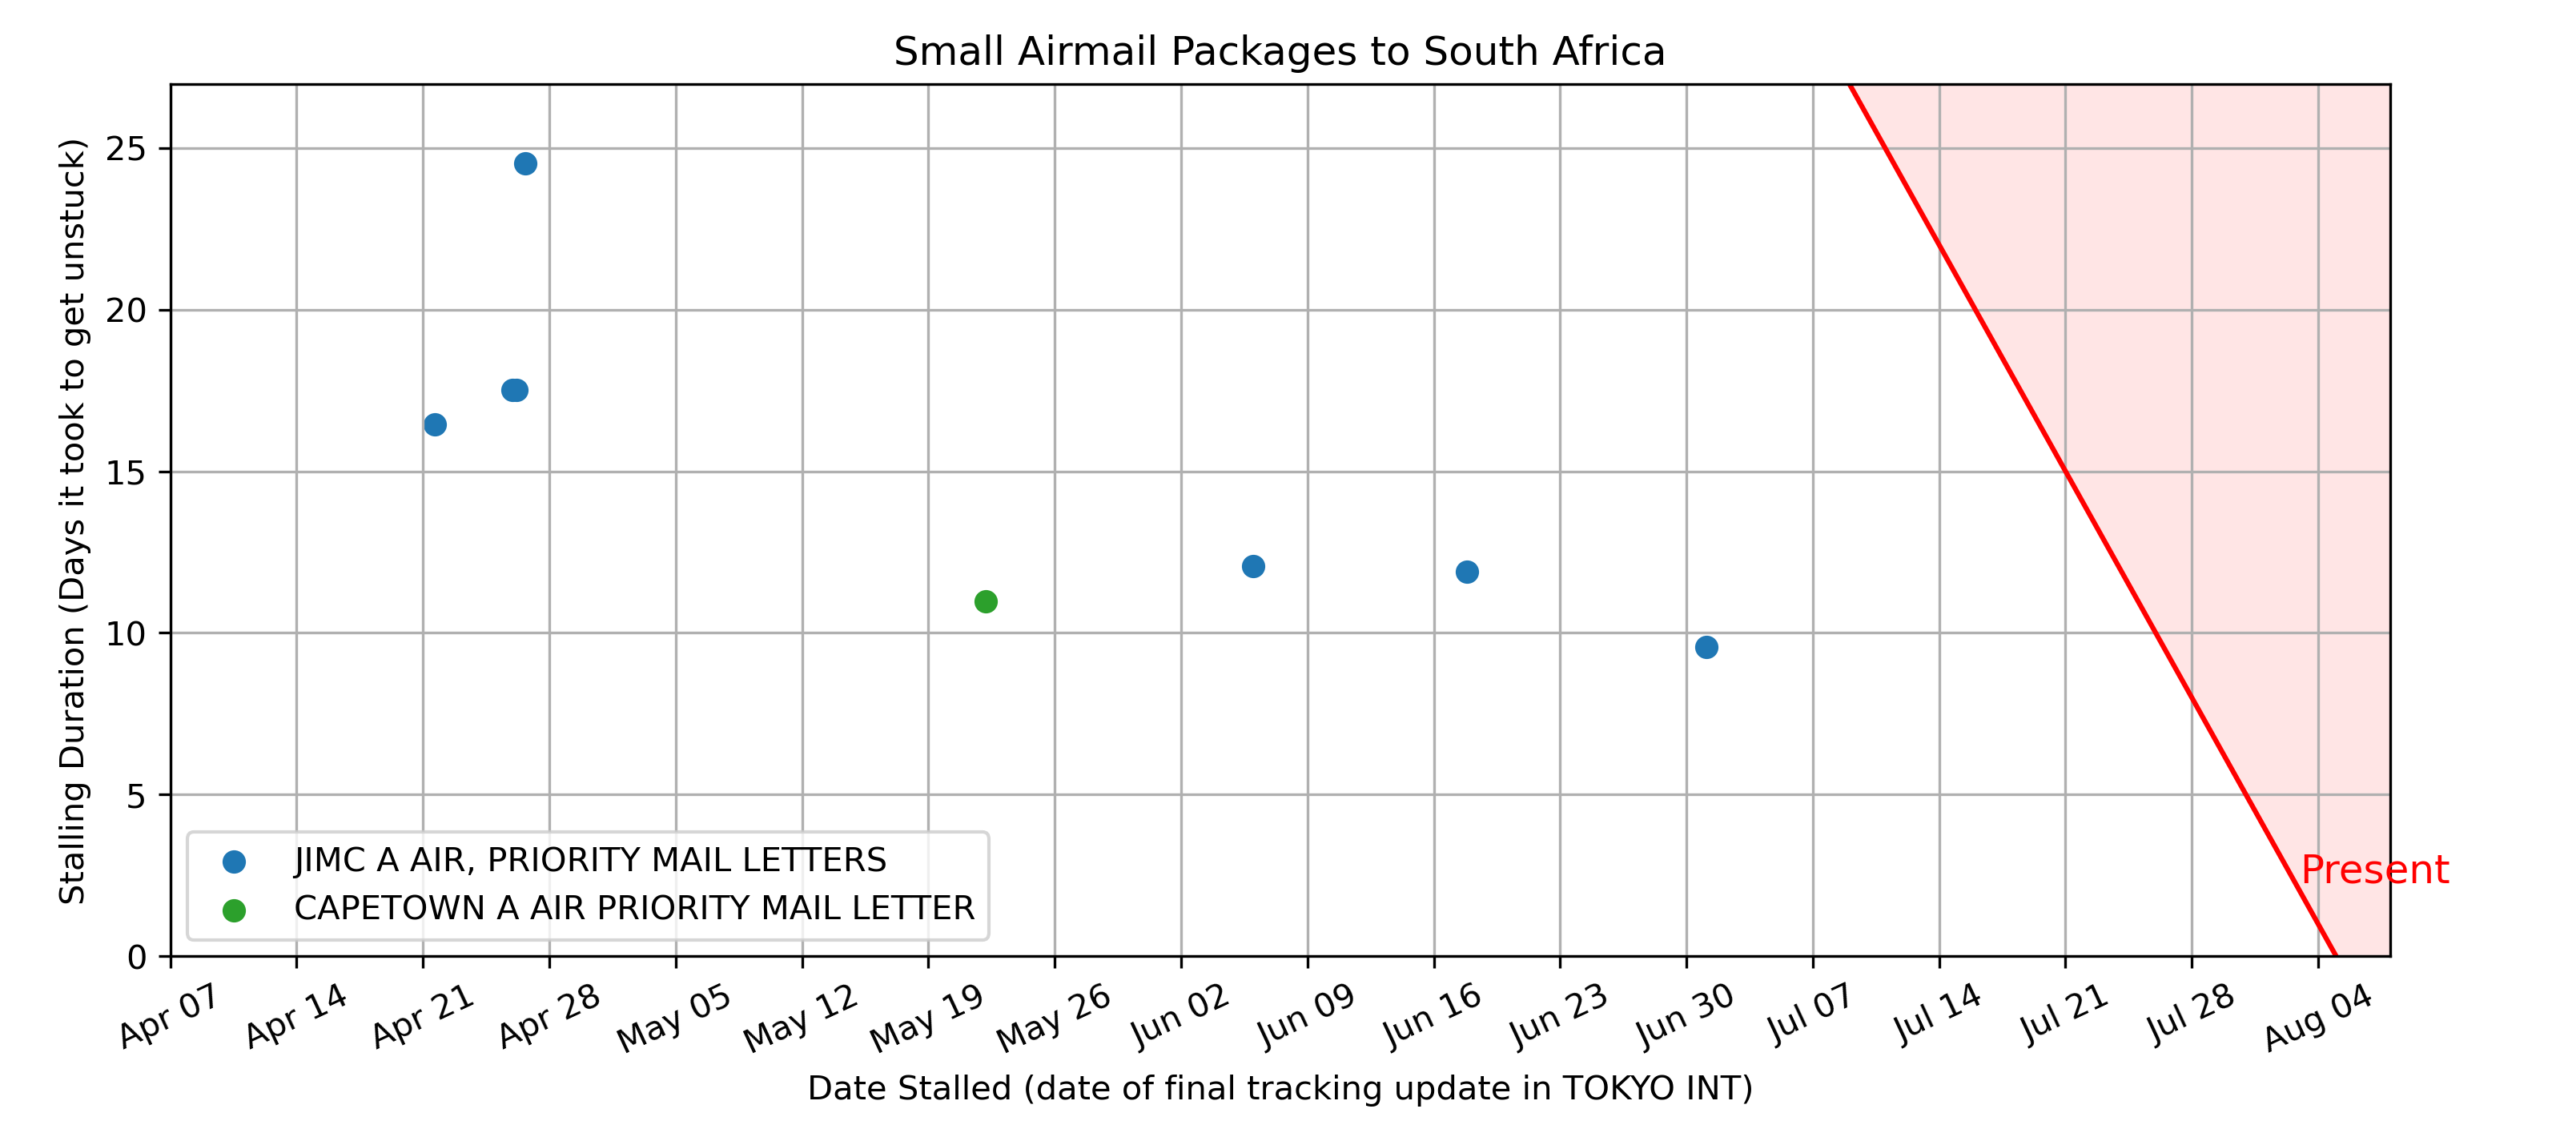 Small Airmail Packages to South Africa
Stalling Duration (Days it took to get unstuck)
25
20
15
10
5
0
JIMC A AIR, PRIORITY MAIL LETTERS
CAPETOWN A AIR PRIORITY MAIL LETTER
Present
Apr 07
Apr 14
Apr 21
Apr 28
May 05
May 12
May 19
May 26
Jun 02
Jun 09
Jun 16
Jun 23
Jun 30
Jul 07
Jul 14
Jul 21
Jul 28
Aug 04
Date Stalled (date of final tracking update in TOKYO INT)